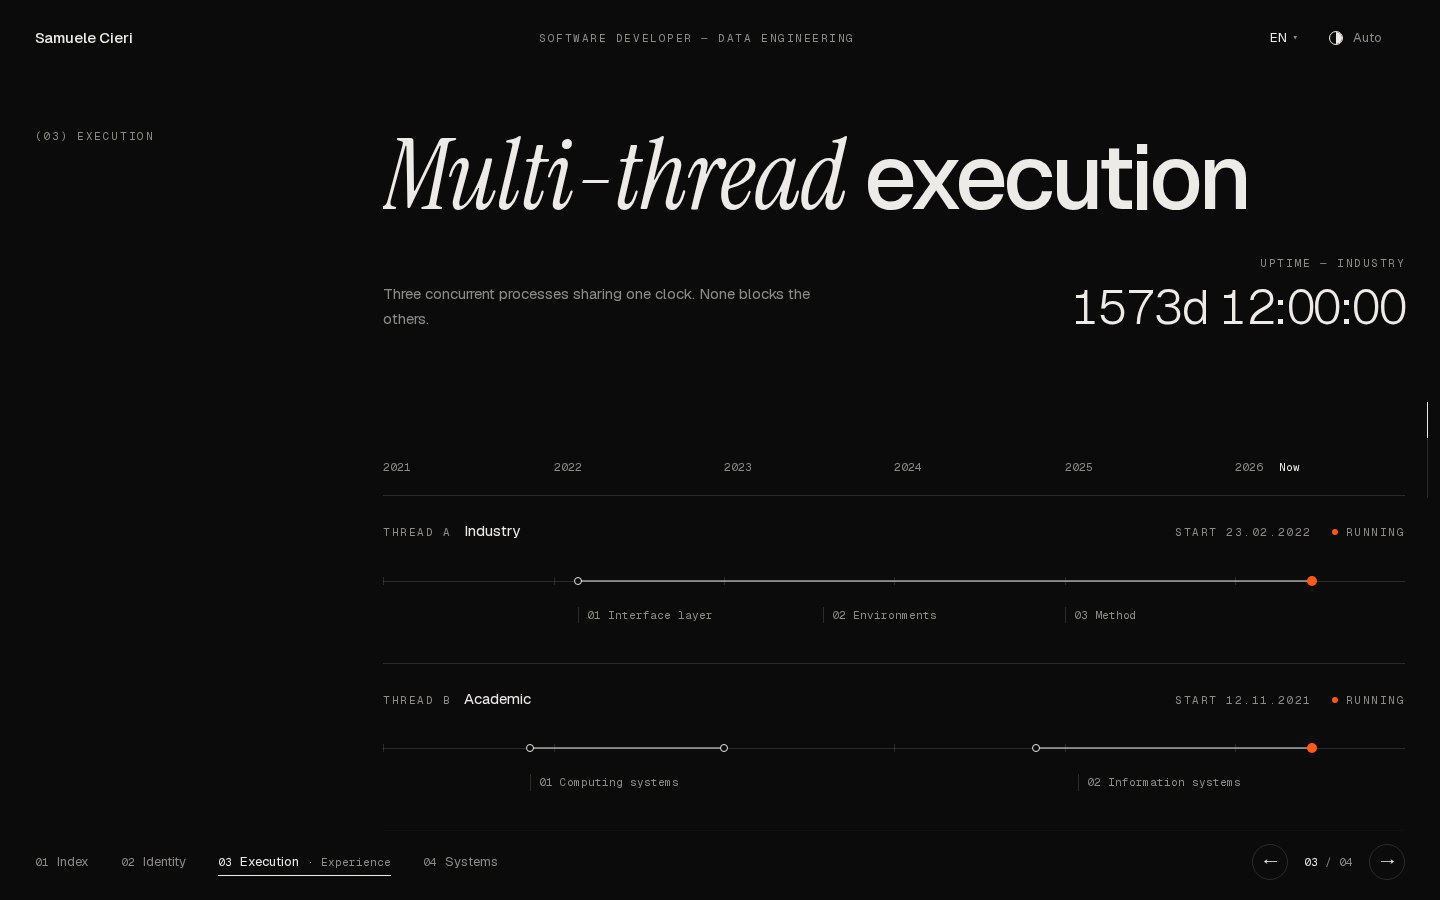 Samuele Cieri
SOFTWARE DEVELOPER — DATA ENGINEERING
EN
Auto
(03) EXECUTION
Multi-thread execution
UPTIME — INDUSTRY
Three concurrent processes sharing one clock. None blocks the
others.
1573d 12:00:00
2021 2022 2023 2024 2025 2026 Now
THREAD A Industry START 23.02.2022 RUNNING
01 Interface layer 02 Environments 03 Method
THREAD B Academic START 12.11.2021 RUNNING
01 Computing systems 02 Information systems
01 Index 02 Identity 03 Execution · Experience 04 Systems
← 03 / 04 →